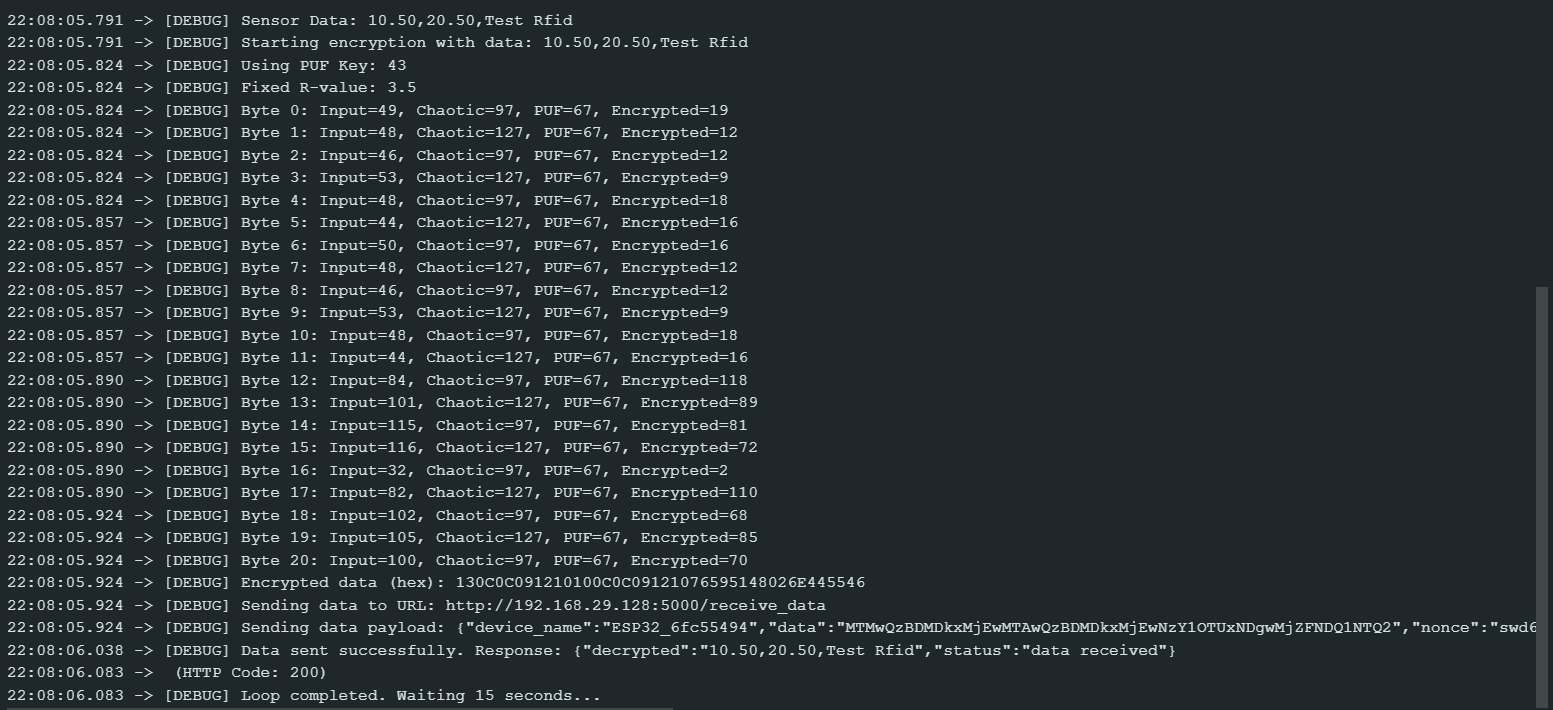 22:08:05.791 -> [DEBUG] Sensor Data: 10.50,20.50,Test Rfid
22:08:05.791 -> [DEBUG] Starting encryption with data: 10.50,20.50,Test Rfid
22:08:05.824 -> [DEBUG] Using PUF Key: 43
22:08:05.824 -> [DEBUG] Fixed R-value: 3.5
22:08:05.824 -> [DEBUG] Byte 0: Input=49, Chaotic=97, PUF=67, Encrypted=19
22:08:05.824 -> [DEBUG] Byte 1: Input=48, Chaotic=127, PUF=67, Encrypted=12
22:08:05.824 -> [DEBUG] Byte 2: Input=46, Chaotic=97, PUF=67, Encrypted=12
22:08:05.824 -> [DEBUG] Byte 3: Input=53, Chaotic=127, PUF=67, Encrypted=9
22:08:05.824 -> [DEBUG] Byte 4: Input=48, Chaotic=97, PUF=67, Encrypted=18
22:08:05.857 -> [DEBUG] Byte 5: Input=44, Chaotic=127, PUF=67, Encrypted=16
22:08:05.857 -> [DEBUG] Byte 6: Input=50, Chaotic=97, PUF=67, Encrypted=16
22:08:05.857 -> [DEBUG] Byte 7: Input=48, Chaotic=127, PUF=67, Encrypted=12
22:08:05.857 -> [DEBUG] Byte 8: Input=46, Chaotic=97, PUF=67, Encrypted=12
22:08:05.857 -> [DEBUG] Byte 9: Input=53, Chaotic=127, PUF=67, Encrypted=9
22:08:05.857 -> [DEBUG] Byte 10: Input=48, Chaotic=97, PUF=67, Encrypted=18
22:08:05.857 -> [DEBUG] Byte 11: Input=44, Chaotic=127, PUF=67, Encrypted=16
22:08:05.890 -> [DEBUG] Byte 12: Input=84, Chaotic=97, PUF=67, Encrypted=118
22:08:05.890 -> [DEBUG] Byte 13: Input=101, Chaotic=127, PUF=67, Encrypted=89
22:08:05.890 -> [DEBUG] Byte 14: Input=115, Chaotic=97, PUF=67, Encrypted=81
22:08:05.890 -> [DEBUG] Byte 15: Input=116, Chaotic=127, PUF=67, Encrypted=72
22:08:05.890 -> [DEBUG] Byte 16: Input=32, Chaotic=97, PUF=67, Encrypted=2
22:08:05.890 -> [DEBUG] Byte 17: Input=82, Chaotic=127, PUF=67, Encrypted=110
22:08:05.924 -> [DEBUG] Byte 18: Input=102, Chaotic=97, PUF=67, Encrypted=68
22:08:05.924 -> [DEBUG] Byte 19: Input=105, Chaotic=127, PUF=67, Encrypted=85
22:08:05.924 -> [DEBUG] Byte 20: Input=100, Chaotic=97, PUF=67, Encrypted=70
22:08:05.924 -> [DEBUG] Encrypted data (hex): 130C0C091210100C0C09121076595148026E445546
22:08:05.924 -> [DEBUG] Sending data to URL: http://192.168.29.128:5000/receive_data
22:08:05.924 -> [DEBUG] Sending data payload: {"device_name":"ESP32_6fc55494","data":"MTMwQzBDMDkxMjEwMTAwQzBDMDkxMjEwNzY1OTUxNDgwMjZFNDQ1NTQ2","nonce":"swd6
22:08:06.038 -> [DEBUG] Data sent successfully. Response: {"decrypted":"10.50,20.50,Test Rfid","status":"data received"}
22:08:06.083 ->  (HTTP Code: 200)
22:08:06.083 -> [DEBUG] Loop completed. Waiting 15 seconds...